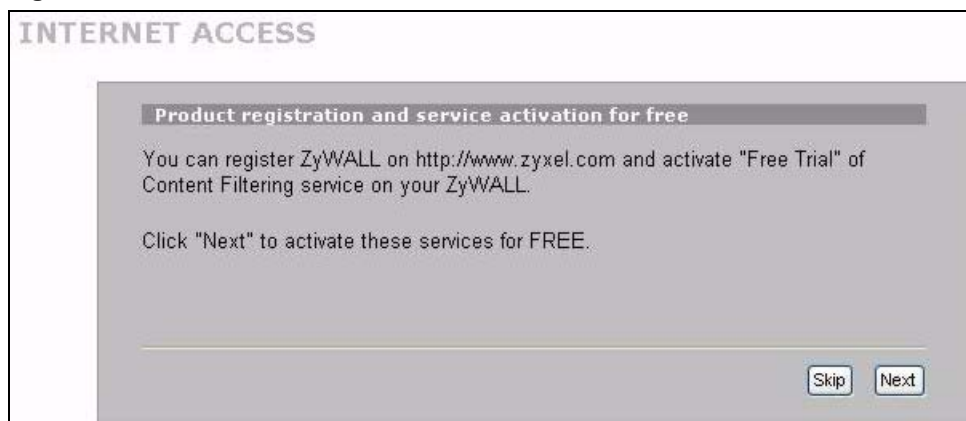 INTERNET ACCESS
Product registration and service activation for free
You can register ZyWALL on http://www.zyxel.com and activate "Free Trial" of
Content Filtering service on your ZyWALL.
Click "Next" to activate these services for FREE.
Skip Next